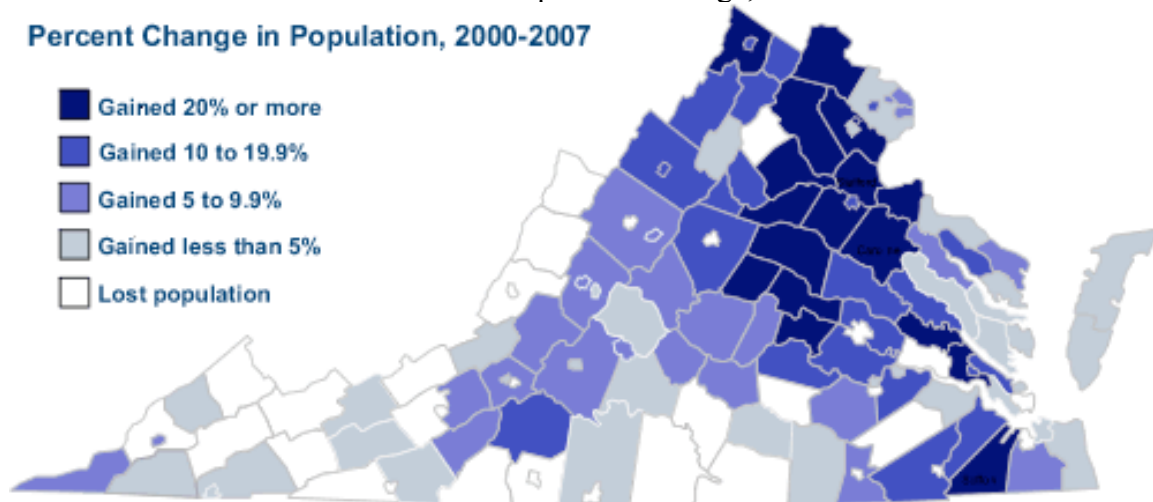 Percent Change in Population, 2000-2007
Gained 20% or more
Gained 10 to 19.9%
Gained 5 to 9.9%
Gained less than 5%
Lost population
Suffolk